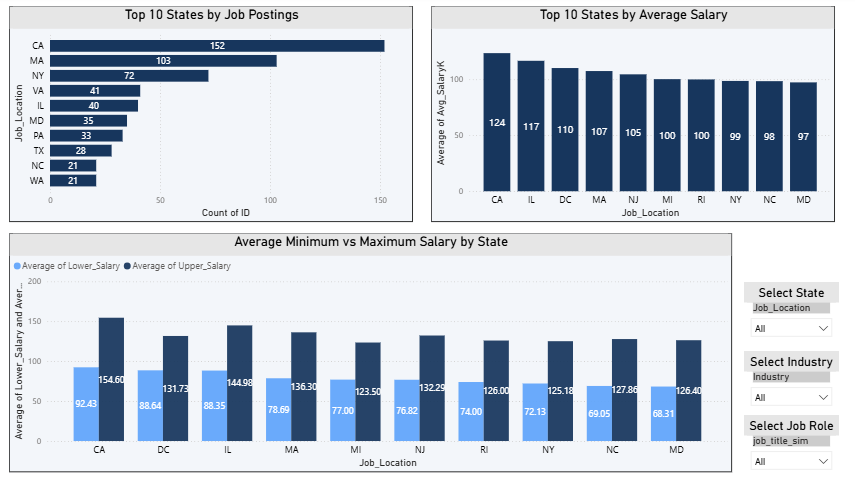 Top 10 States by Job Postings
Job_Location
CA 152
MA 103
NY 72
VA 41
IL 40
MD 35
PA 33
TX 28
NC 21
WA 21
0 50 100 150
Count of ID
Top 10 States by Average Salary
Average of Avg_SalaryK
100
50
0
124 117 110 107 105 100 100 99 98 97
CA IL DC MA NJ MI RI NY NC MD
Job_Location
Average Minimum vs Maximum Salary by State
Average of Lower_Salary Average of Upper_Salary
Average of Lower_Salary and Aver...
200
150
100
50
0
92.43 154.60 88.64 131.73 88.35 144.98 78.69 136.30 77.00 123.50 76.82 132.29 74.00 126.00 72.13 125.18 69.05 127.86 68.31 126.40
CA DC IL MA MI NJ RI NY NC MD
Job_Location
Select State
Job_Location
All
Select Industry
Industry
All
Select Job Role
job_title_sim
All